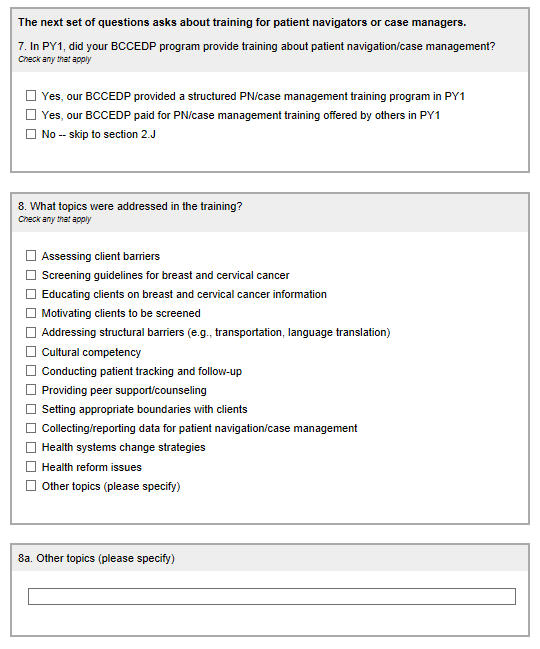 The next set of questions asks about training for patient navigators or case managers.
7. In PY1, did your BCCEDP program provide training about patient navigation/case management?
Check any that apply
Yes, our BCCEDP provided a structured PN/case management training program in PY1
Yes, our BCCEDP paid for PN/case management training offered by others in PY1
No -- skip to section 2.J
8. What topics were addressed in the training?
Check any that apply
Assessing client barriers
Screening guidelines for breast and cervical cancer
Educating clients on breast and cervical cancer information
Motivating clients to be screened
Addressing structural barriers (e.g., transportation, language translation)
Cultural competency
Conducting patient tracking and follow-up
Providing peer support/counseling
Setting appropriate boundaries with clients
Collecting/reporting data for patient navigation/case management
Health systems change strategies
Health reform issues
Other topics (please specify)
8a. Other topics (please specify)